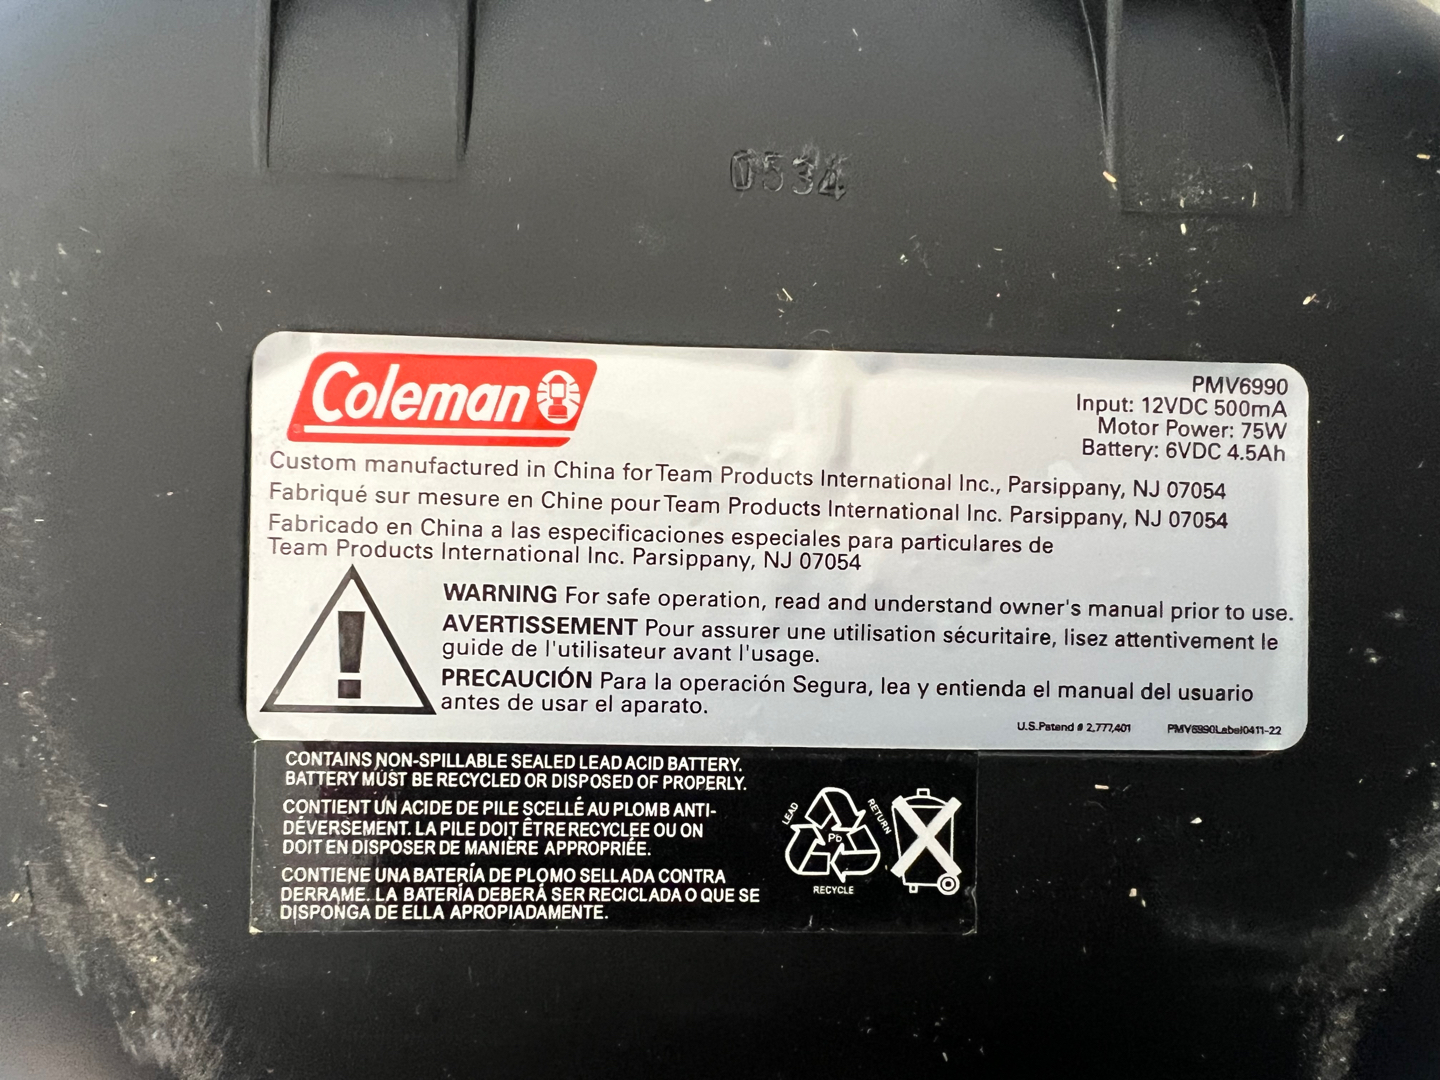 0534
Coleman
PMV6990
Input: 12VDC 500mA
Motor Power: 75W
Battery: 6VDC 4.5Ah
Custom manufactured in China for Team Products International Inc., Parsippany, NJ 07054
Fabriqué sur mesure en Chine pour Team Products International Inc. Parsippany, NJ 07054
Fabricado en China a las especificaciones especiales para particulares de
Team Products International Inc. Parsippany, NJ 07054
!
WARNING For safe operation, read and understand owner's manual prior to use.
AVERTISSEMENT Pour assurer une utilisation sécuritaire, lisez attentivement le
guide de l'utilisateur avant l'usage.
PRECAUCIÓN Para la operación Segura, lea y entienda el manual del usuario
antes de usar el aparato.
U.S.Patend # 2,777,401 PMV6990Label0411-22
CONTAINS NON-SPILLABLE SEALED LEAD ACID BATTERY.
BATTERY MUST BE RECYCLED OR DISPOSED OF PROPERLY.
CONTIENT UN ACIDE DE PILE SCELLÉ AU PLOMB ANTI-
DÉVERSEMENT. LA PILE DOIT ÊTRE RECYCLEE OU ON
DOIT EN DISPOSER DE MANIÈRE APPROPRIÉE.
CONTIENE UNA BATERÍA DE PLOMO SELLADA CONTRA
DERRAME. LA BATERÍA DEBERÁ SER RECICLADA O QUE SE
DISPONGA DE ELLA APROPIADAMENTE.
LEAD
RETURN
Pb
RECYCLE